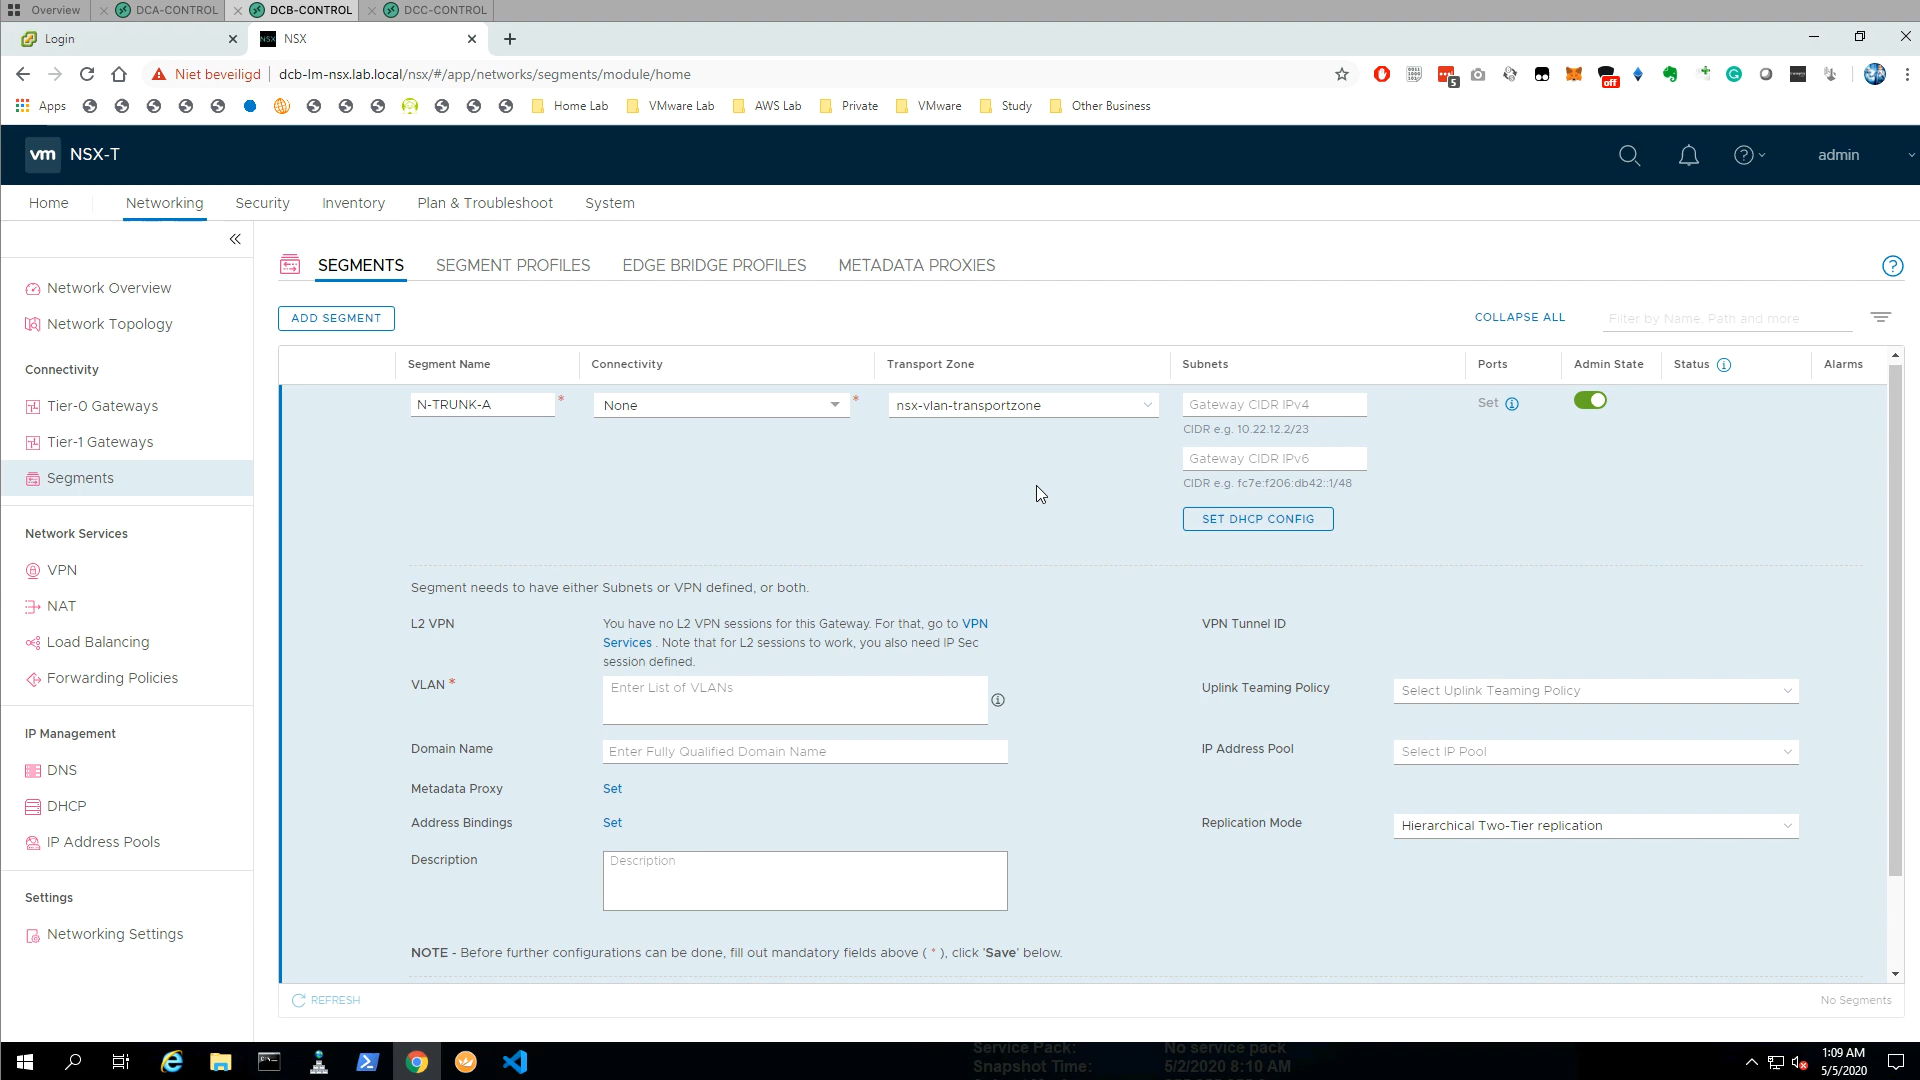 Overview
DCA-CONTROL
DCB-CONTROL
DCC-CONTROL
Login
NSX
Niet beveiligd
dcb-lm-nsx.lab.local/nsx/#/app/networks/segments/module/home
5
off
Apps
Home Lab
VMware Lab
AWS Lab
Private
VMware
Study
Other Business
vm
NSX-T
admin
Home
Networking
Security
Inventory
Plan & Troubleshoot
System
SEGMENTS
SEGMENT PROFILES
EDGE BRIDGE PROFILES
METADATA PROXIES
Network Overview
Network Topology
Connectivity
Tier-0 Gateways
Tier-1 Gateways
Segments
Network Services
VPN
NAT
Load Balancing
Forwarding Policies
IP Management
DNS
DHCP
IP Address Pools
Settings
Networking Settings
ADD SEGMENT
COLLAPSE ALL
Filter by Name, Path and more
Segment Name
Connectivity
Transport Zone
Subnets
Ports
Admin State
Status
Alarms
N-TRUNK-A *
None *
nsx-vlan-transportzone
Gateway CIDR IPv4
CIDR e.g. 10.22.12.2/23
Gateway CIDR IPv6
CIDR e.g. fc7e:f206:db42::1/48
SET DHCP CONFIG
Set
Segment needs to have either Subnets or VPN defined, or both.
L2 VPN
You have no L2 VPN sessions for this Gateway. For that, go to VPN
Services . Note that for L2 sessions to work, you also need IP Sec
session defined.
VPN Tunnel ID
VLAN *
Enter List of VLANs
Uplink Teaming Policy
Select Uplink Teaming Policy
Domain Name
Enter Fully Qualified Domain Name
IP Address Pool
Select IP Pool
Metadata Proxy
Set
Address Bindings
Set
Replication Mode
Hierarchical Two-Tier replication
Description
Description
NOTE - Before further configurations can be done, fill out mandatory fields above ( * ), click 'Save' below.
REFRESH
No Segments
Service Pack:
No service pack
Snapshot Time:
5/2/2020 8:10 AM
1:09 AM
5/5/2020